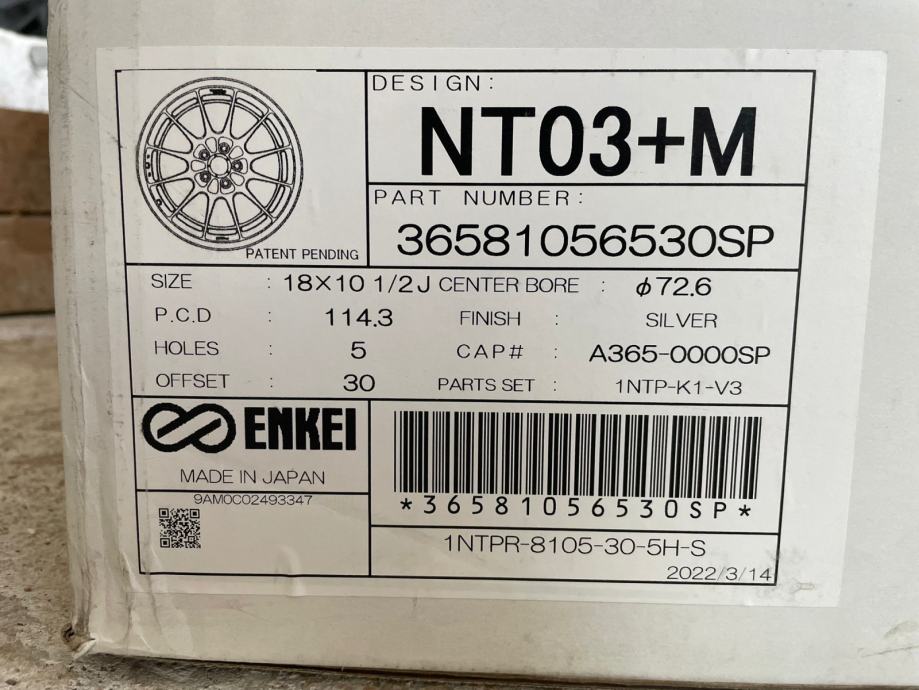 DESIGN:
NT03+M
PATENT PENDING
PART NUMBER:
36581056530SP
SIZE : 18×10 1/2J CENTER BORE : φ72.6
P.C.D : 114.3 FINISH : SILVER
HOLES : 5 CAP# : A365-0000SP
OFFSET : 30 PARTS SET : 1NTP-K1-V3
ENKEI
MADE IN JAPAN
9AM0C02493347
*36581056530SP*
1NTPR-8105-30-5H-S
2022/3/14